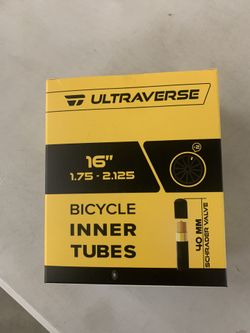 ULTRAVERSE
16"
1.75 - 2.125
BICYCLE
INNER
TUBES
40 MM
SCHRADER VALVE